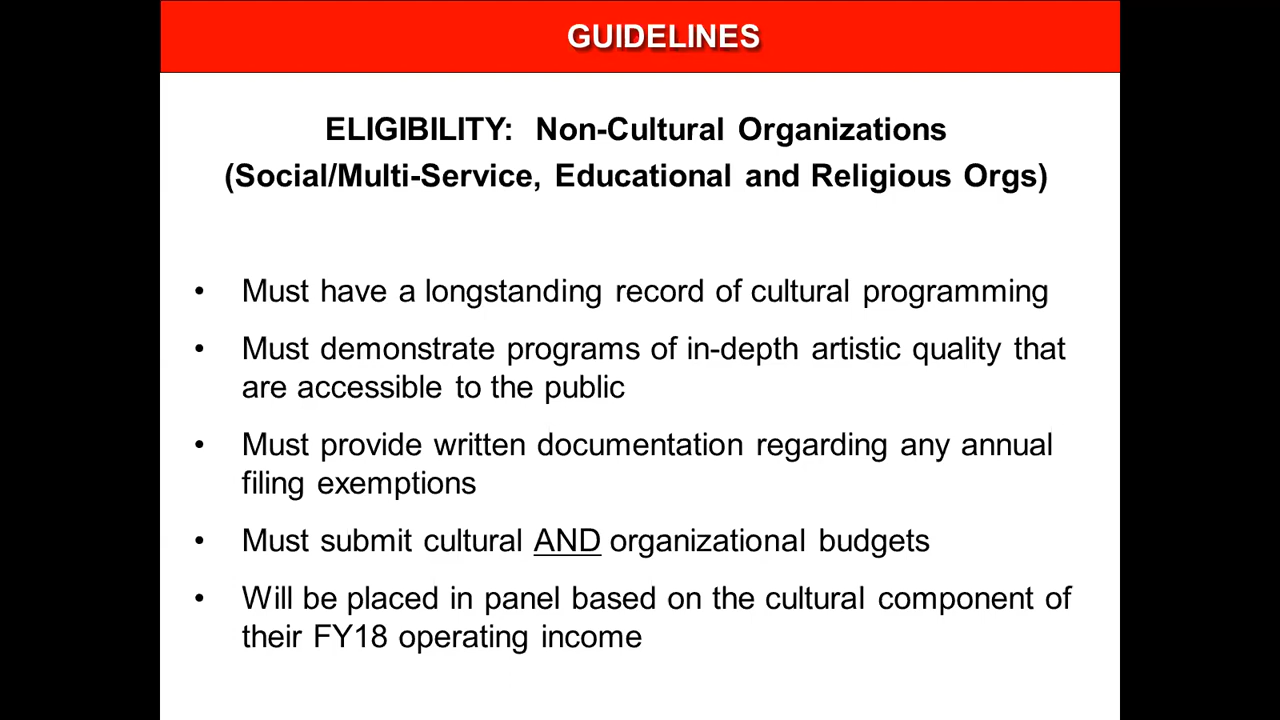 GUIDELINES
ELIGIBILITY: Non-Cultural Organizations
(Social/Multi-Service, Educational and Religious Orgs)
• Must have a longstanding record of cultural programming
• Must demonstrate programs of in-depth artistic quality that
are accessible to the public
• Must provide written documentation regarding any annual
filing exemptions
• Must submit cultural AND organizational budgets
• Will be placed in panel based on the cultural component of
their FY18 operating income